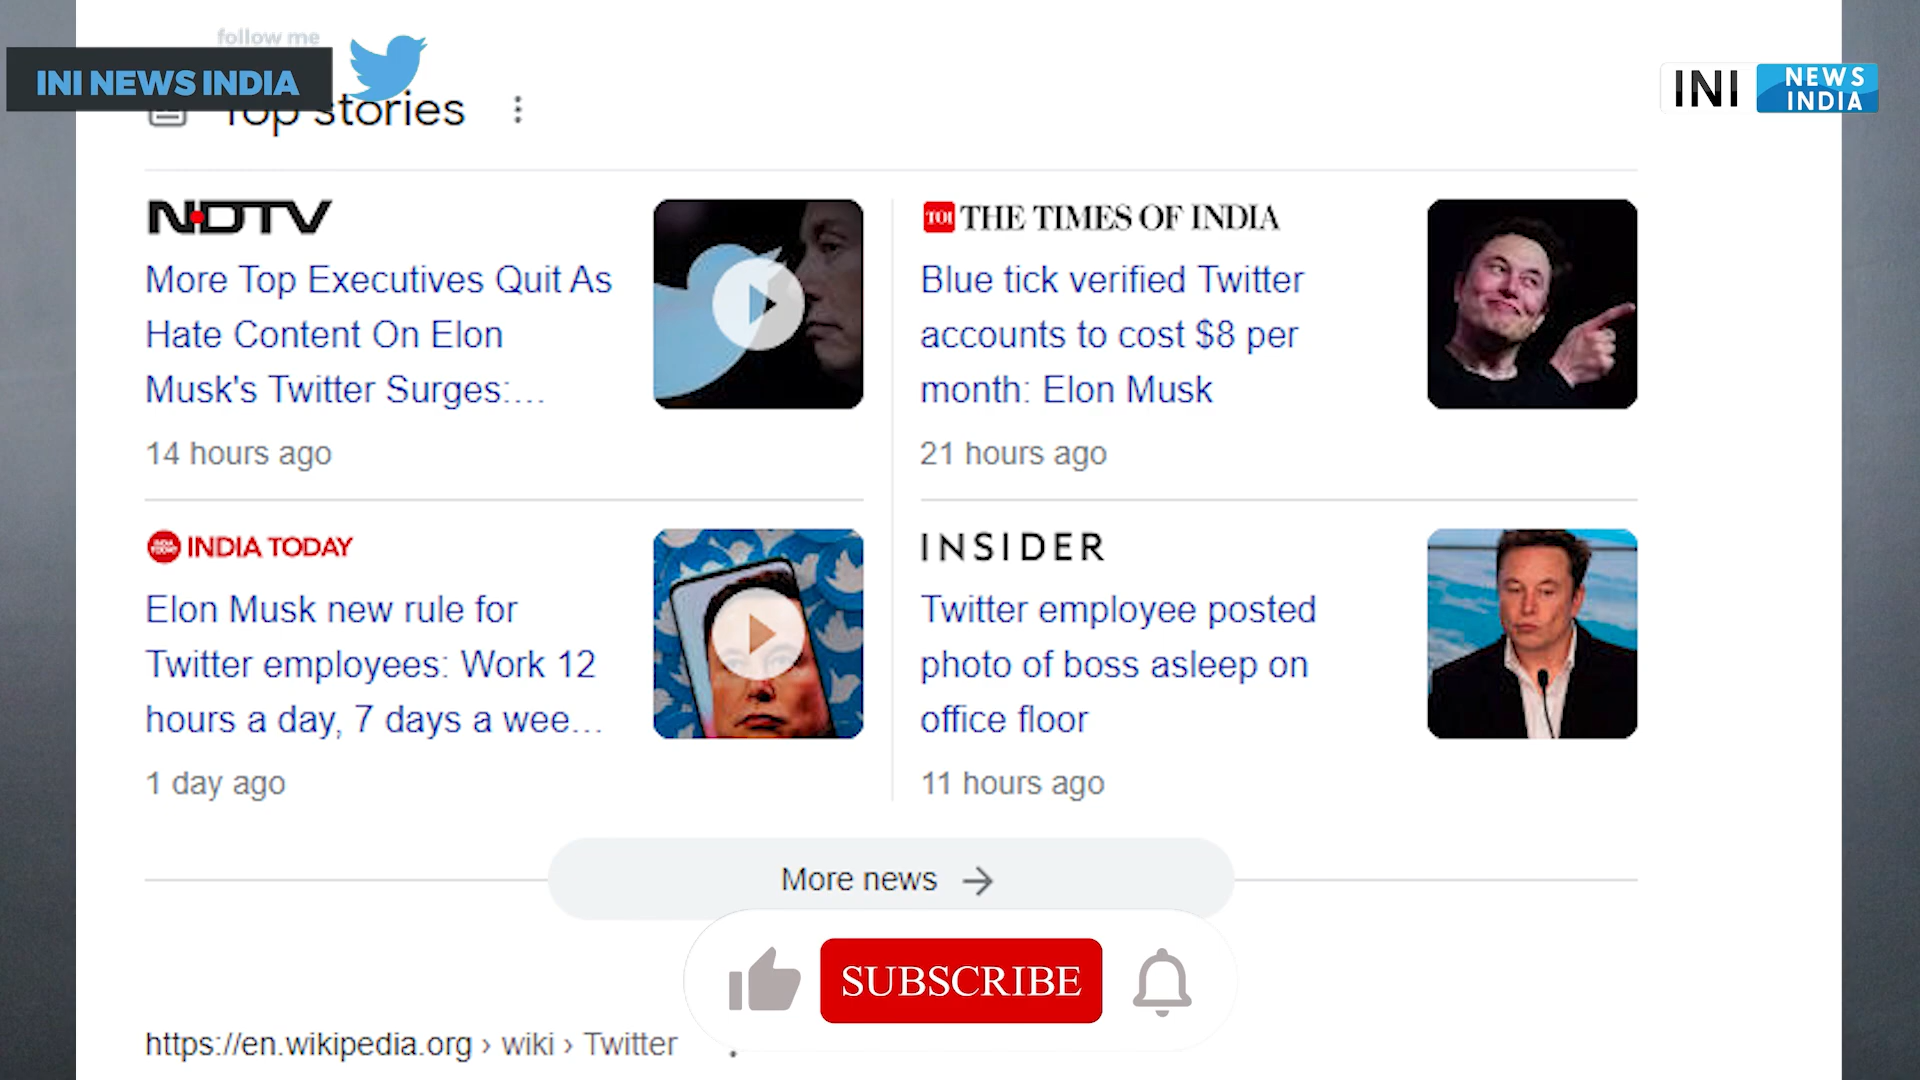 follow me
INI NEWS INDIA
Top stories
INI NEWS INDIA
NDTV
More Top Executives Quit As
Hate Content On Elon
Musk's Twitter Surges:...
14 hours ago
TOI THE TIMES OF INDIA
Blue tick verified Twitter
accounts to cost $8 per
month: Elon Musk
21 hours ago
INDIA TODAY INDIA TODAY
Elon Musk new rule for
Twitter employees: Work 12
hours a day, 7 days a wee...
1 day ago
INSIDER
Twitter employee posted
photo of boss asleep on
office floor
11 hours ago
More news
SUBSCRIBE
https://en.wikipedia.org › wiki › Twitter